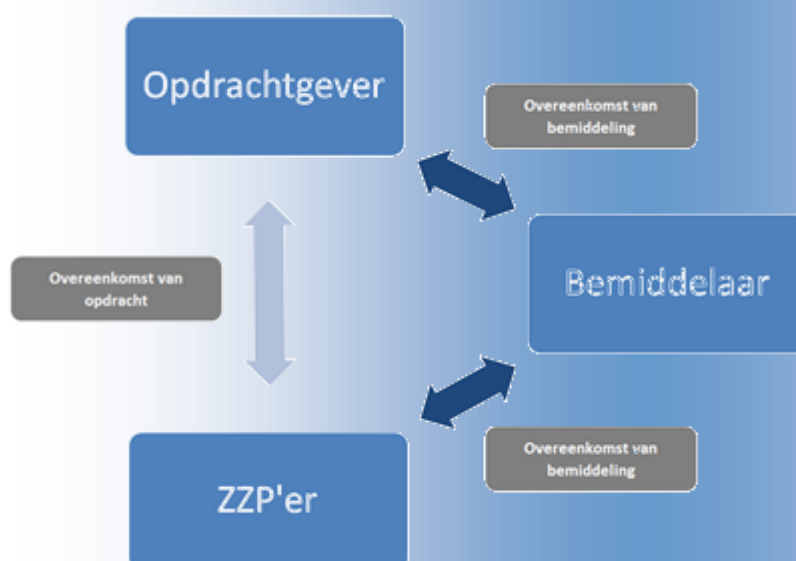 Opdrachtgever
Overeenkomst van
bemiddeling
Overeenkomst van
opdracht
Bemiddelaar
Overeenkomst van
bemiddeling
ZZP'er